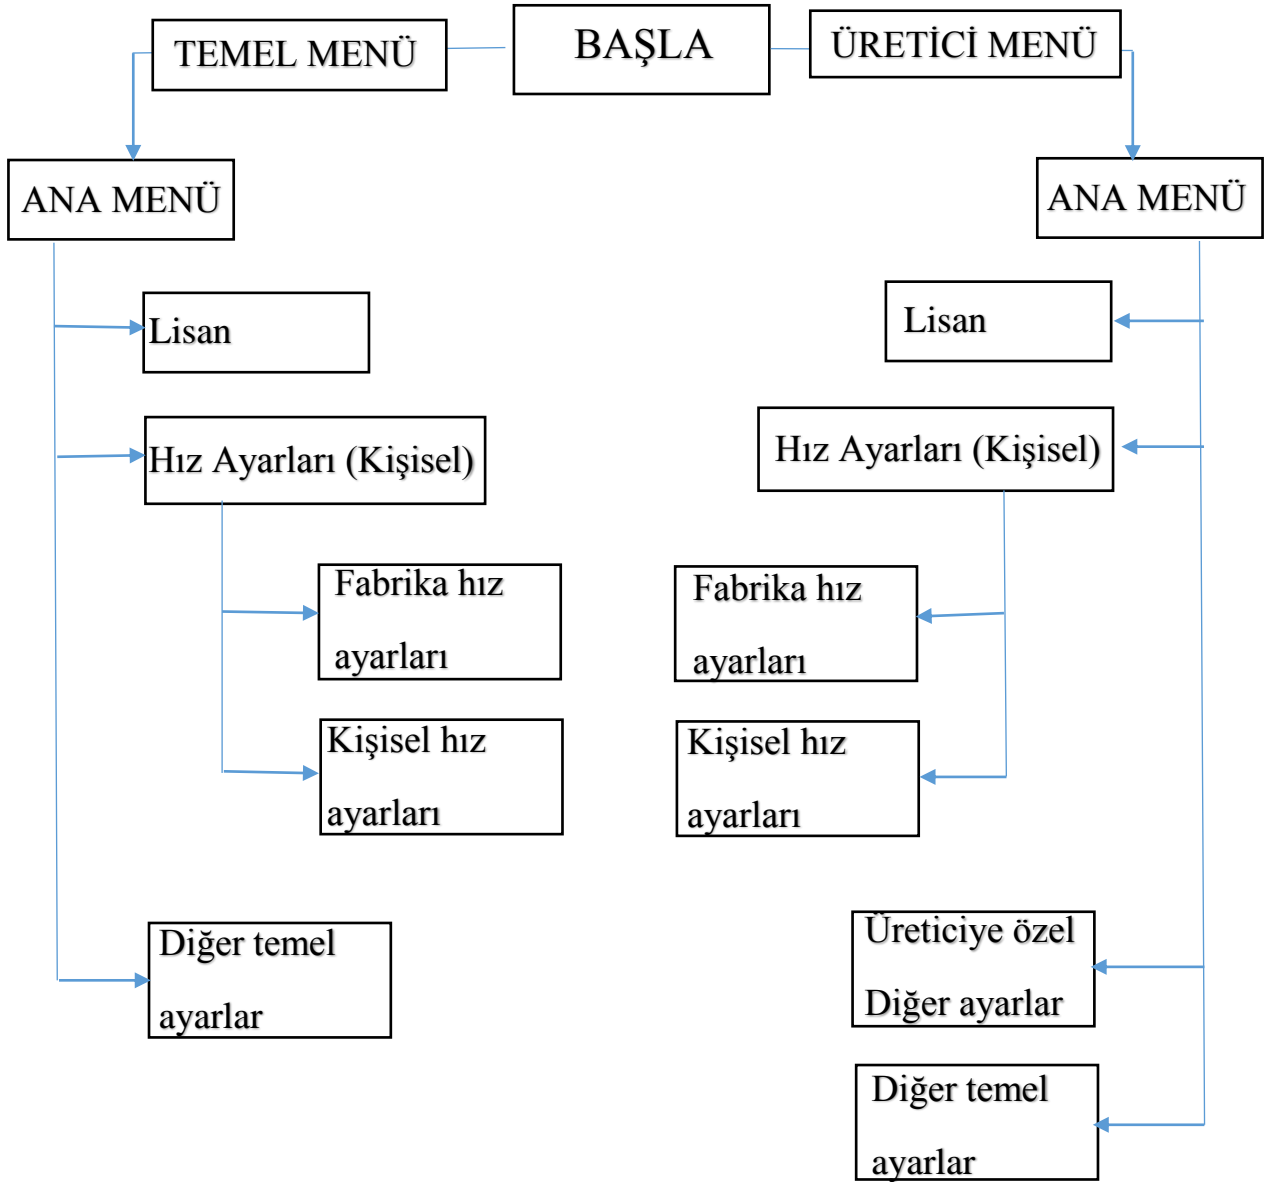 TEMEL MENÜ
BAŞLA
ÜRETİCİ MENÜ
ANA MENÜ
ANA MENÜ
Lisan
Lisan
Hız Ayarları (Kişisel)
Hız Ayarları (Kişisel)
Fabrika hız
ayarları
Fabrika hız
ayarları
Kişisel hız
ayarları
Kişisel hız
ayarları
Diğer temel
ayarlar
Üreticiye özel
Diğer ayarlar
Diğer temel
ayarlar